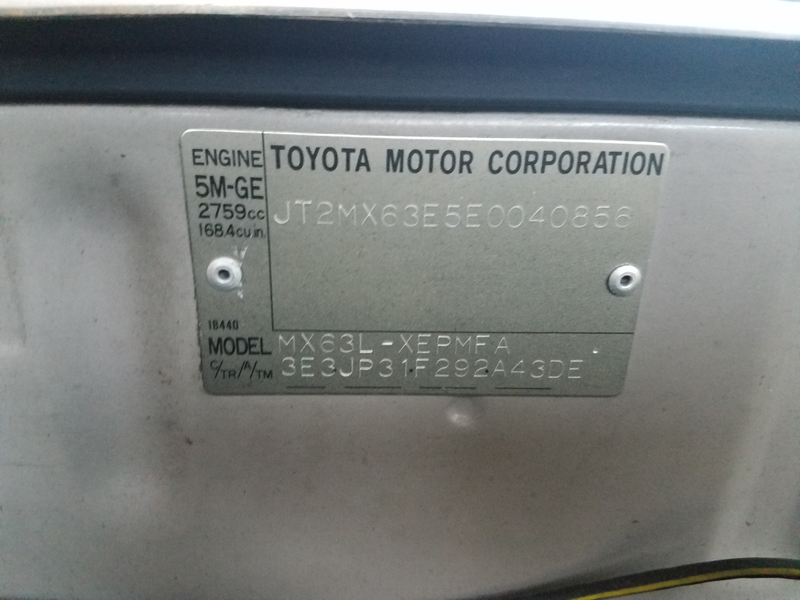 ENGINE TOYOTA MOTOR CORPORATION
5M-GE
2759cc JT2MX63E5E0040856
168.4cu in.
18440
MODEL MX63L-XEPMFA
C/TR/A/TM 3E3JP31F292A43DE